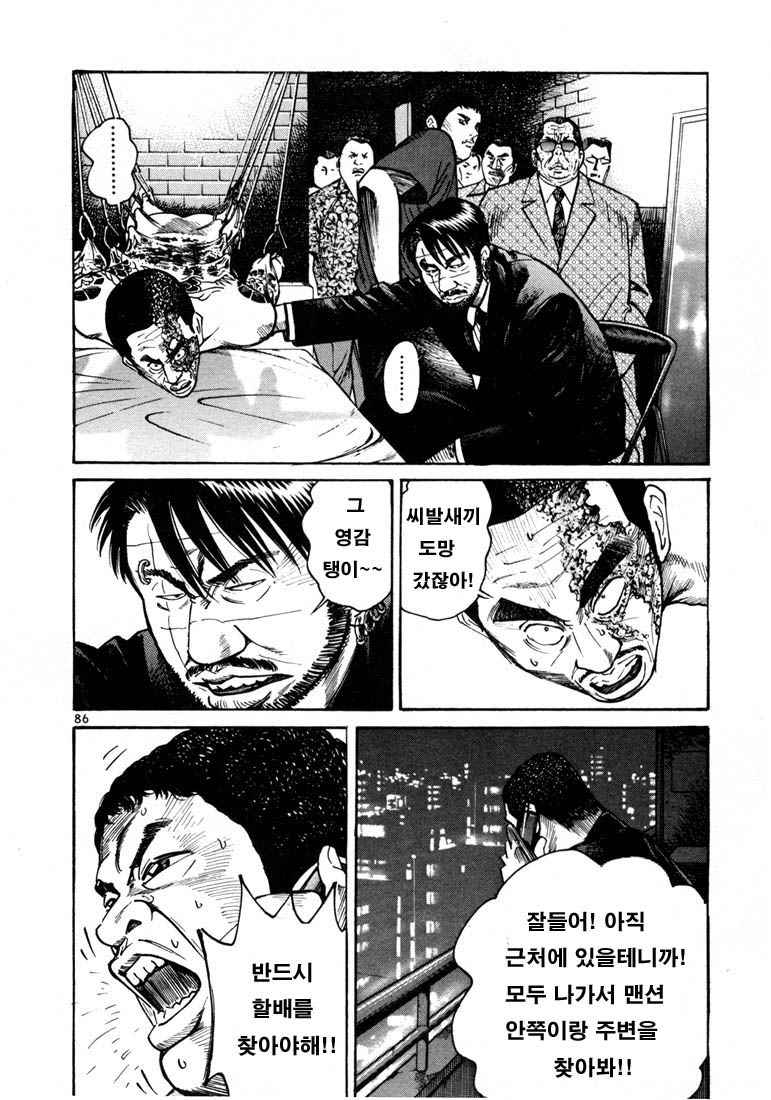 ………
………
씨발새끼
도망
갔잖아!
그
영감
탱이~~
86
잘들어! 아직
근처에 있을테니까!
모두 나가서 맨션
안쪽이랑 주변을
찾아봐!!
반드시
할배를
찾아야해!!